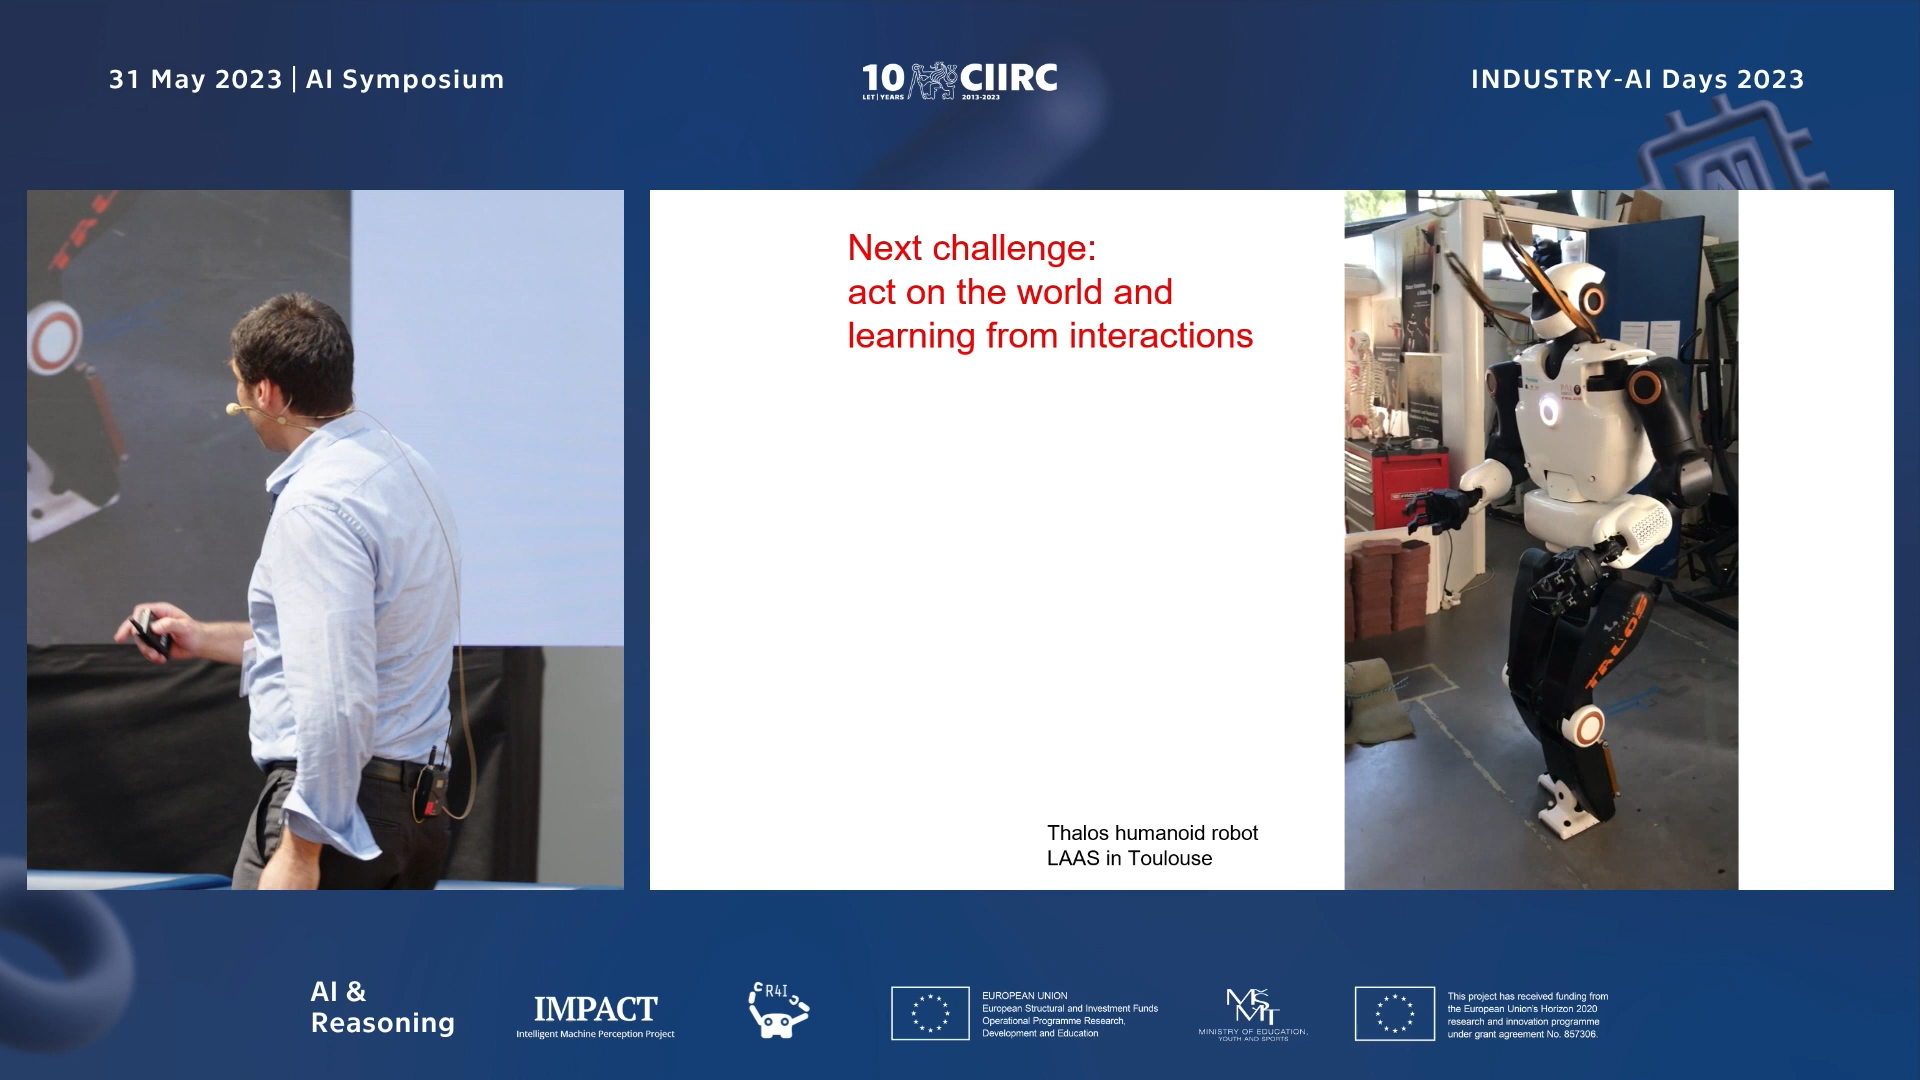 31 May 2023 | AI Symposium
10 CIIRC
LET | YEARS 2013-2023
INDUSTRY-AI Days 2023
AI
Next challenge:
act on the world and
learning from interactions
TALOS
Thalos humanoid robot
LAAS in Toulouse
AI &
Reasoning
IMPACT
Intelligent Machine Perception Project
R4I
EUROPEAN UNION
European Structural and Investment Funds
Operational Programme Research,
Development and Education
MŠMT
MINISTRY OF EDUCATION,
YOUTH AND SPORTS
This project has received funding from
the European Union's Horizon 2020
research and innovation programme
under grant agreement No. 857306.